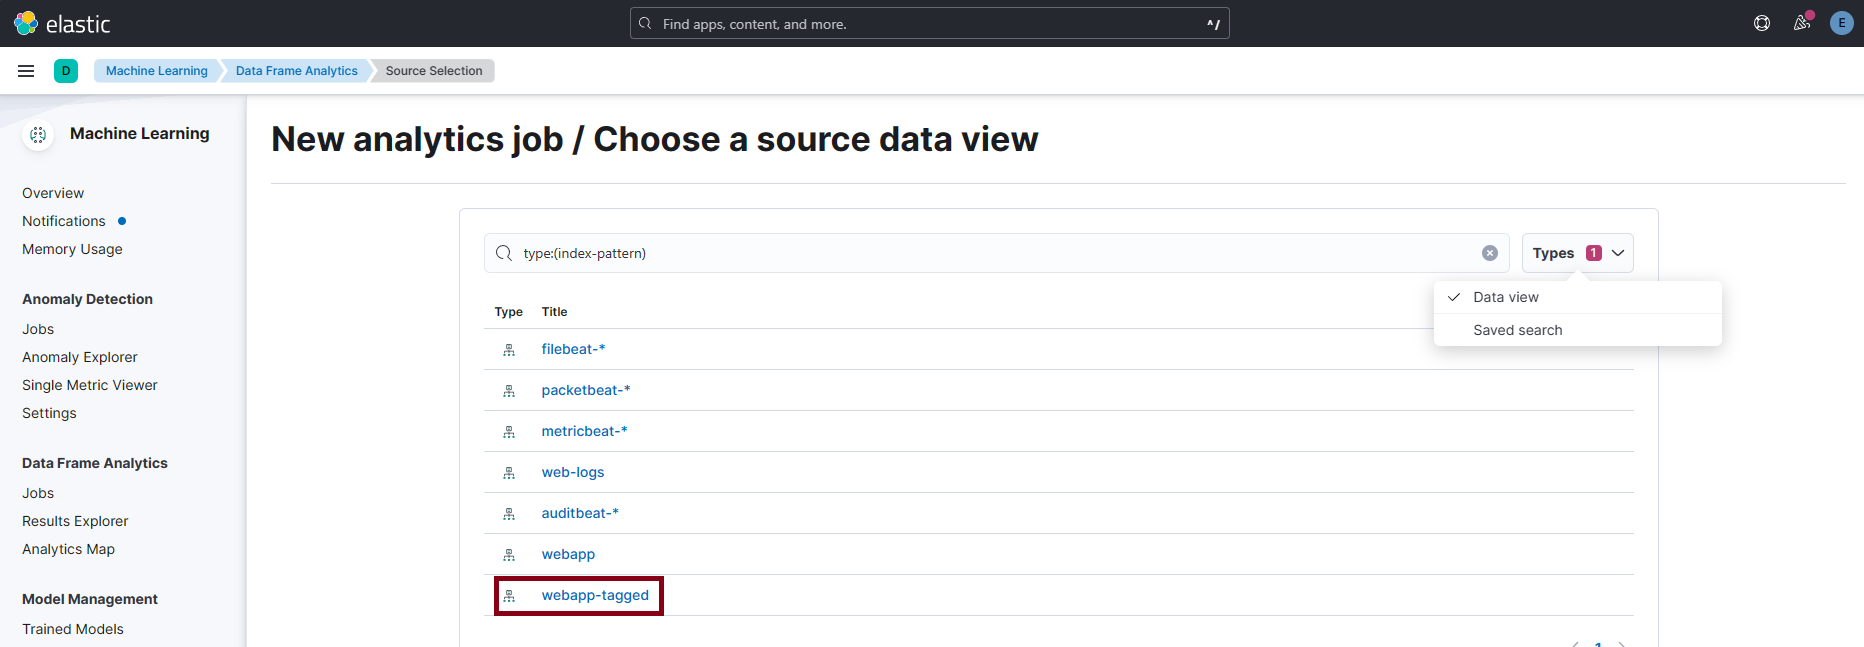 elastic
Find apps, content, and more.
^/
E
D
Machine Learning
Data Frame Analytics
Source Selection
Machine Learning
Overview
Notifications
Memory Usage
Anomaly Detection
Jobs
Anomaly Explorer
Single Metric Viewer
Settings
Data Frame Analytics
Jobs
Results Explorer
Analytics Map
Model Management
Trained Models
New analytics job / Choose a source data view
type:(index-pattern)
Types 1
Data view
Saved search
Type Title
filebeat-*
packetbeat-*
metricbeat-*
web-logs
auditbeat-*
webapp
webapp-tagged
1